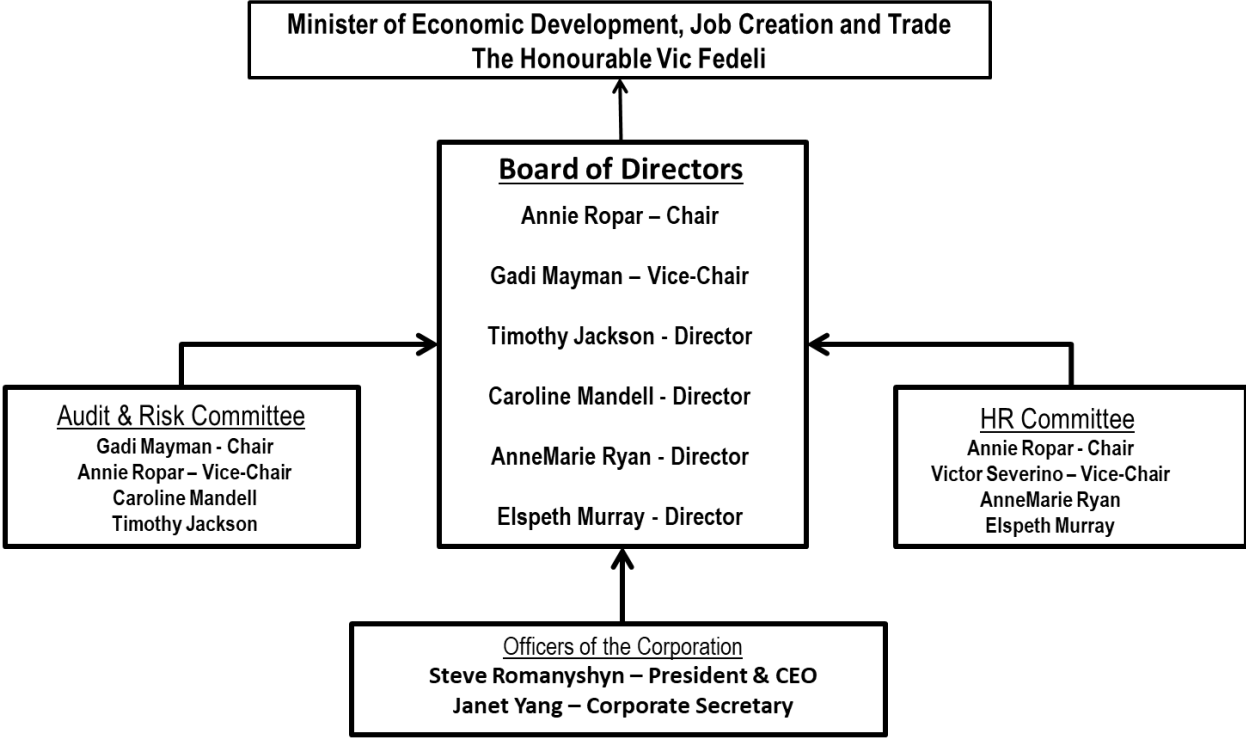 Minister of Economic Development, Job Creation and Trade
The Honourable Vic Fedeli
Board of Directors
Annie Ropar – Chair
Gadi Mayman – Vice-Chair
Timothy Jackson - Director
Caroline Mandell - Director
AnneMarie Ryan - Director
Elspeth Murray - Director
Audit & Risk Committee
Gadi Mayman - Chair
Annie Ropar – Vice-Chair
Caroline Mandell
Timothy Jackson
HR Committee
Annie Ropar - Chair
Victor Severino – Vice-Chair
AnneMarie Ryan
Elspeth Murray
Officers of the Corporation
Steve Romanyshyn – President & CEO
Janet Yang – Corporate Secretary